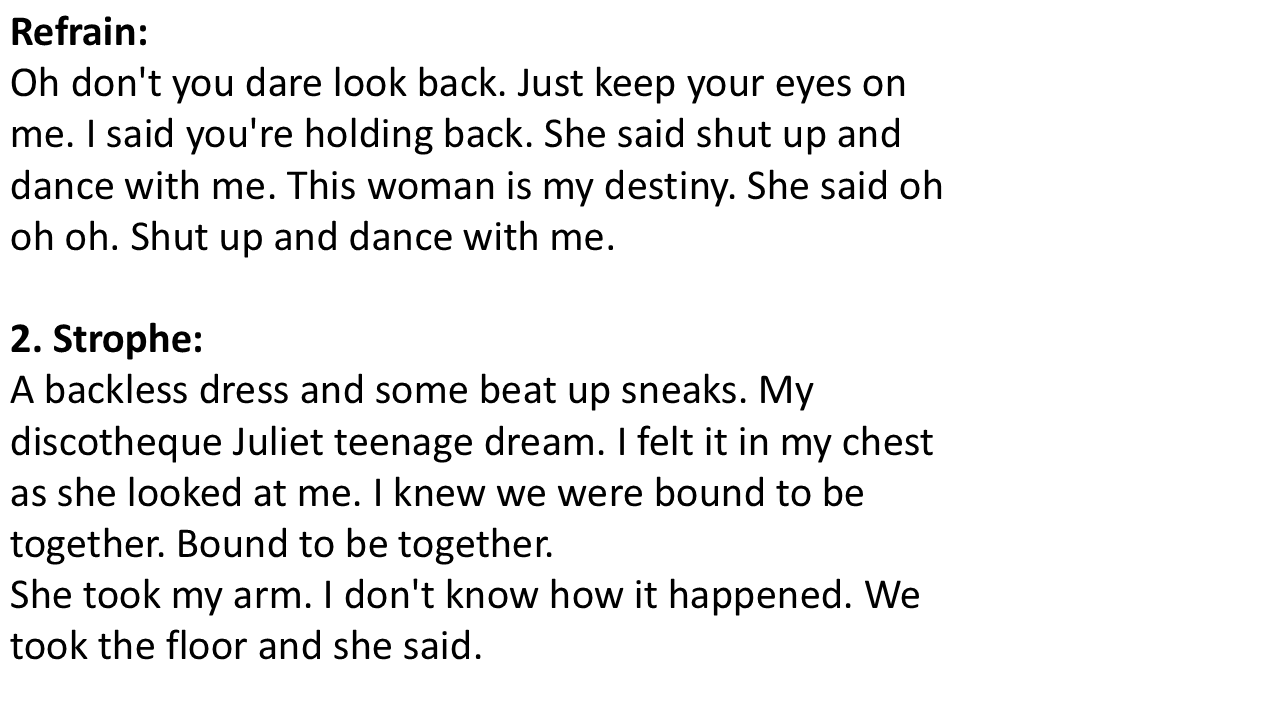 Refrain:
Oh don't you dare look back. Just keep your eyes on
me. I said you're holding back. She said shut up and
dance with me. This woman is my destiny. She said oh
oh oh. Shut up and dance with me.
2. Strophe:
A backless dress and some beat up sneaks. My
discotheque Juliet teenage dream. I felt it in my chest
as she looked at me. I knew we were bound to be
together. Bound to be together.
She took my arm. I don't know how it happened. We
took the floor and she said.